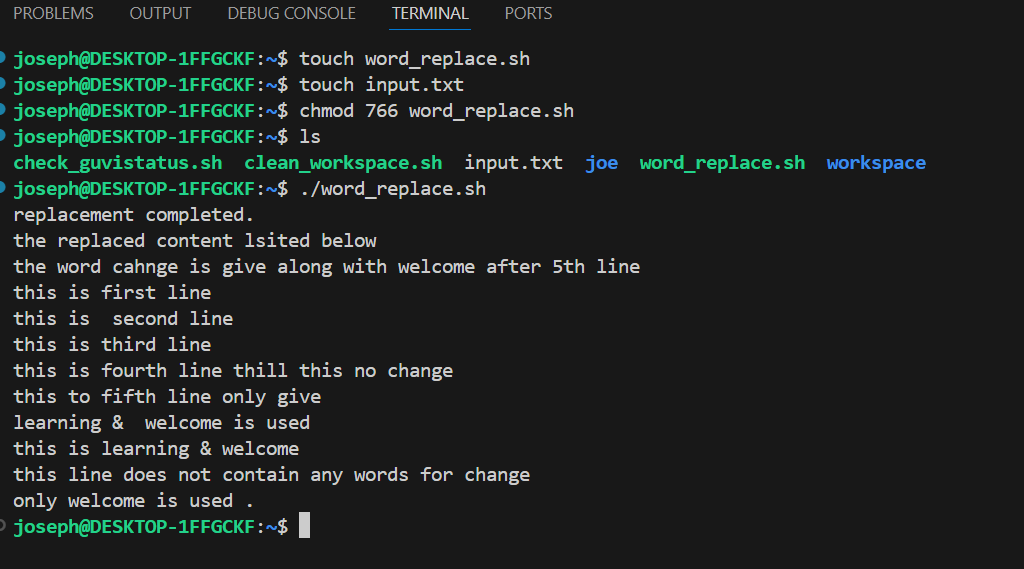 PROBLEMS OUTPUT DEBUG CONSOLE TERMINAL PORTS
joseph@DESKTOP-1FFGCKF:~$ touch word_replace.sh
joseph@DESKTOP-1FFGCKF:~$ touch input.txt
joseph@DESKTOP-1FFGCKF:~$ chmod 766 word_replace.sh
joseph@DESKTOP-1FFGCKF:~$ ls
check_guvistatus.sh  clean_workspace.sh  input.txt  joe  word_replace.sh  workspace
joseph@DESKTOP-1FFGCKF:~$ ./word_replace.sh
replacement completed.
the replaced content lsited below
the word cahnge is give along with welcome after 5th line
this is first line
this is  second line
this is third line
this is fourth line thill this no change
this to fifth line only give
learning &  welcome is used
this is learning & welcome
this line does not contain any words for change
only welcome is used .
joseph@DESKTOP-1FFGCKF:~$